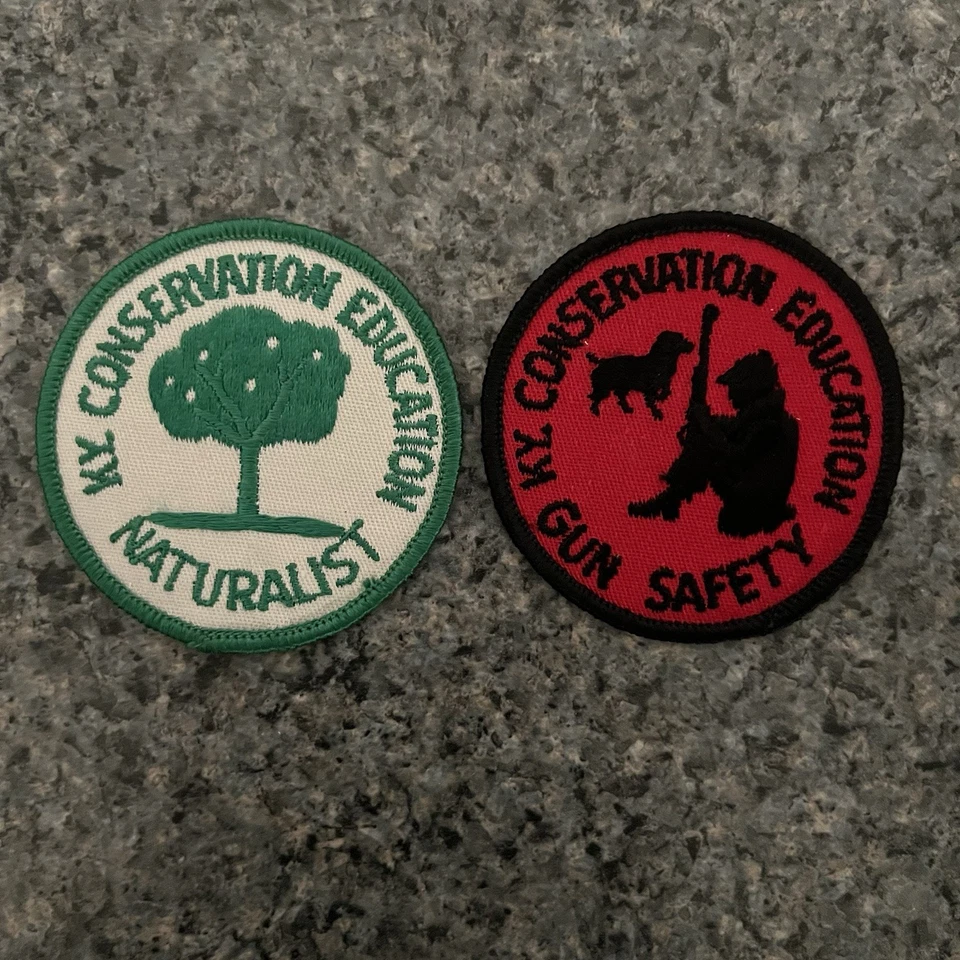 KY. CONSERVATION EDUCATION
NATURALIST
KY. CONSERVATION EDUCATION
GUN SAFETY